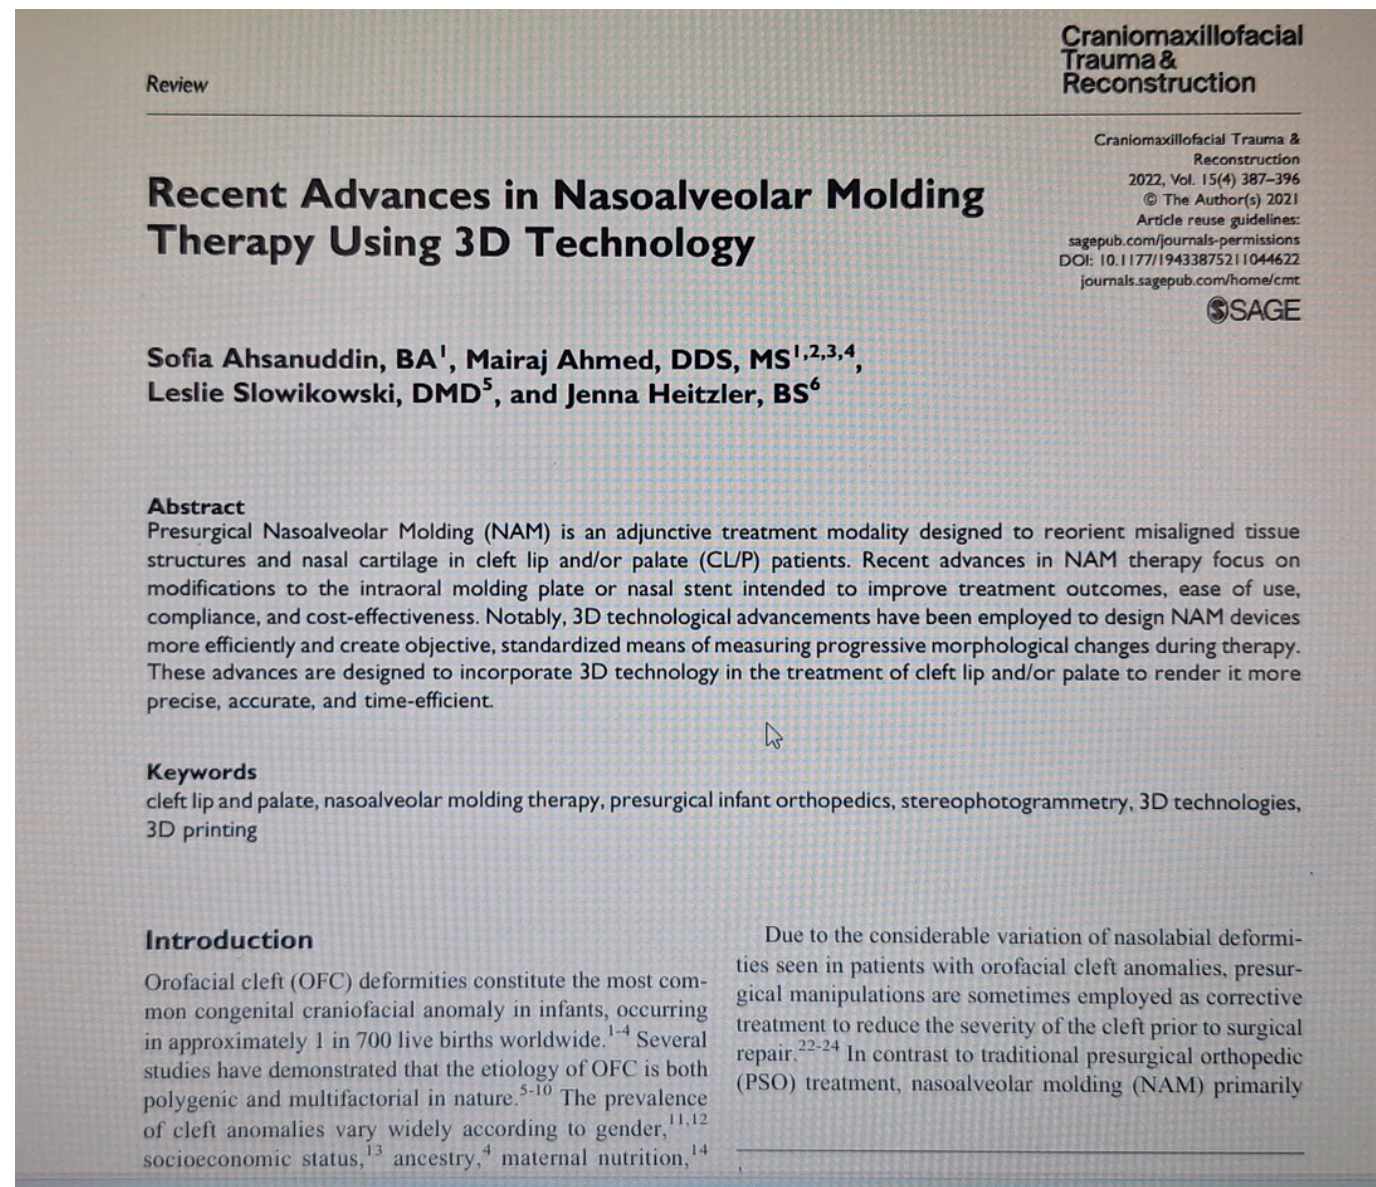 Review
Craniomaxillofacial
Trauma &
Reconstruction
Craniomaxillofacial Trauma &
Reconstruction
2022, Vol. 15(4) 387–396
© The Author(s) 2021
Article reuse guidelines:
sagepub.com/journals-permissions
DOI: 10.1177/19433875211044622
journals.sagepub.com/home/cmt
SAGE
Recent Advances in Nasoalveolar Molding
Therapy Using 3D Technology
Sofia Ahsanuddin, BA¹, Mairaj Ahmed, DDS, MS¹,²,³,⁴,
Leslie Slowikowski, DMD⁵, and Jenna Heitzler, BS⁶
Abstract
Presurgical Nasoalveolar Molding (NAM) is an adjunctive treatment modality designed to reorient misaligned tissue
structures and nasal cartilage in cleft lip and/or palate (CL/P) patients. Recent advances in NAM therapy focus on
modifications to the intraoral molding plate or nasal stent intended to improve treatment outcomes, ease of use,
compliance, and cost-effectiveness. Notably, 3D technological advancements have been employed to design NAM devices
more efficiently and create objective, standardized means of measuring progressive morphological changes during therapy.
These advances are designed to incorporate 3D technology in the treatment of cleft lip and/or palate to render it more
precise, accurate, and time-efficient.
Keywords
cleft lip and palate, nasoalveolar molding therapy, presurgical infant orthopedics, stereophotogrammetry, 3D technologies,
3D printing
Introduction
Orofacial cleft (OFC) deformities constitute the most com-
mon congenital craniofacial anomaly in infants, occurring
in approximately 1 in 700 live births worldwide.¹⁻⁴ Several
studies have demonstrated that the etiology of OFC is both
polygenic and multifactorial in nature.⁵⁻¹⁰ The prevalence
of cleft anomalies vary widely according to gender,¹¹,¹²
socioeconomic status,¹³ ancestry,⁴ maternal nutrition,¹⁴
Due to the considerable variation of nasolabial deformi-
ties seen in patients with orofacial cleft anomalies, presur-
gical manipulations are sometimes employed as corrective
treatment to reduce the severity of the cleft prior to surgical
repair.²²⁻²⁴ In contrast to traditional presurgical orthopedic
(PSO) treatment, nasoalveolar molding (NAM) primarily